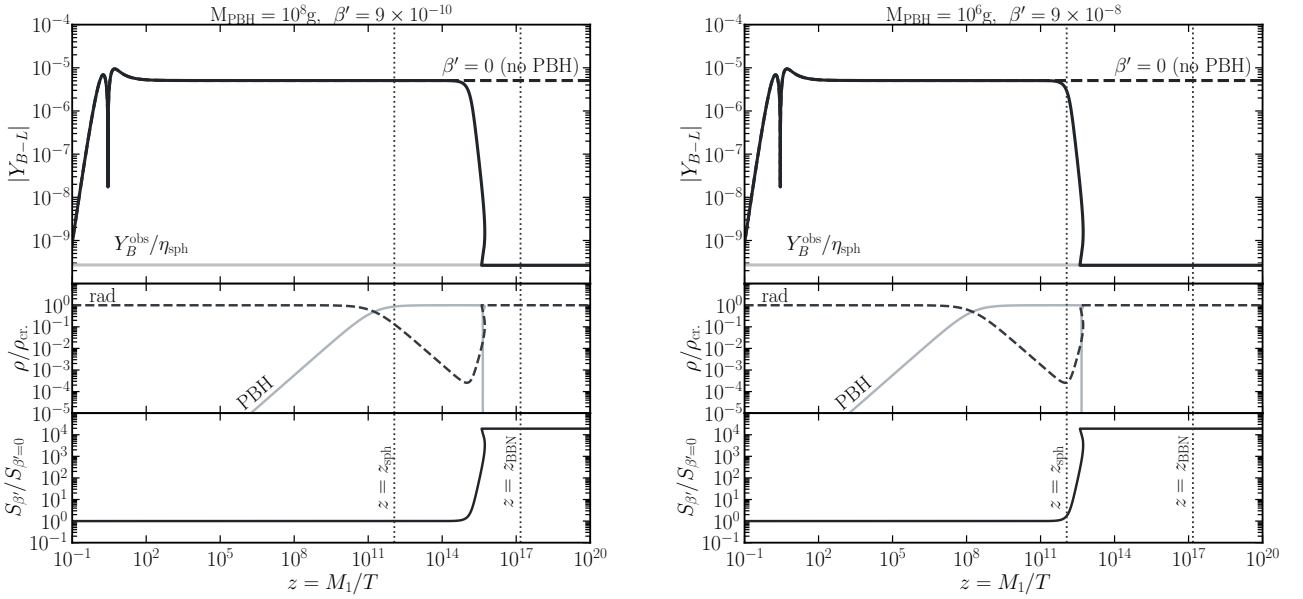 M_PBH = 10^8g, β′ = 9 × 10^−10
10^−4
10^−5
10^−6
10^−7
10^−8
10^−9
|Y_{B−L}|
β′ = 0 (no PBH)
Y_B^obs/η_sph
10^0
10^−1
10^−2
10^−3
10^−4
10^−5
ρ/ρ_cr.
rad
PBH
10^4
10^3
10^2
10^1
10^0
10^−1
S_β′/S_β′=0
z = z_sph
z = z_BBN
10^−1 10^2 10^5 10^8 10^11 10^14 10^17 10^20
z = M_1/T
M_PBH = 10^6g, β′ = 9 × 10^−8
10^−4
10^−5
10^−6
10^−7
10^−8
10^−9
|Y_{B−L}|
β′ = 0 (no PBH)
Y_B^obs/η_sph
10^0
10^−1
10^−2
10^−3
10^−4
10^−5
ρ/ρ_cr.
rad
PBH
10^4
10^3
10^2
10^1
10^0
10^−1
S_β′/S_β′=0
z = z_sph
z = z_BBN
10^−1 10^2 10^5 10^8 10^11 10^14 10^17 10^20
z = M_1/T